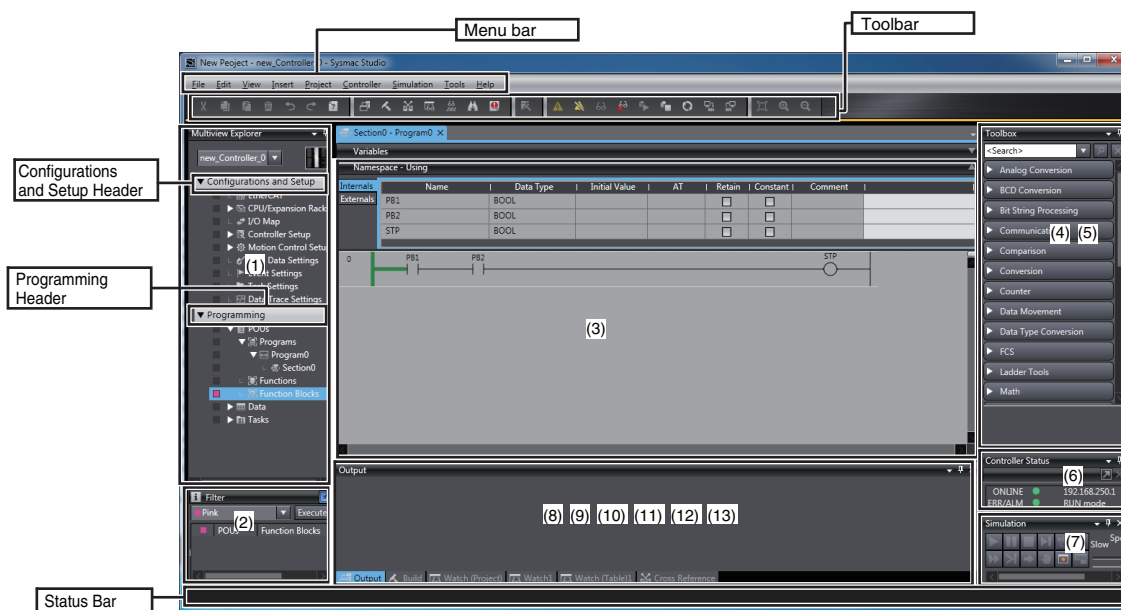 Menu bar
Toolbar
New Peoject - new_Controller_0 - Sysmac Studio
File Edit View Insert Project Controller Simulation Tools Help
Multiview Explorer
new_Controller_0
Configurations and Setup Header
Configurations and Setup
EtherCAT
CPU/Expansion Racks
I/O Map
Controller Setup
Motion Control Setu
(1)
Data Settings
Event Settings
Task Settings
Data Trace Settings
Programming Header
Programming
POUs
Programs
Program0
Section0
Functions
Function Blocks
Data
Tasks
Filter
Pink
Execute
(2)
POUs Function Blocks
Section0 - Program0
Variables
Namespace - Using
Internals
Externals
Name Data Type Initial Value AT Retain Constant Comment
PB1 BOOL
PB2 BOOL
STP BOOL
0 PB1 PB2 STP
(3)
Output
(8) (9) (10) (11) (12) (13)
Output Build Watch (Project) Watch1 Watch (Table)1 Cross Reference
Toolbox
<Search>
Analog Conversion
BCD Conversion
Bit String Processing
Communicati
(4) (5)
Comparison
Conversion
Counter
Data Movement
Data Type Conversion
FCS
Ladder Tools
Math
Controller Status
(6)
ONLINE 192.168.250.1
ERR/ALM RUN mode
Simulation
(7)
Slow Spe
Status Bar